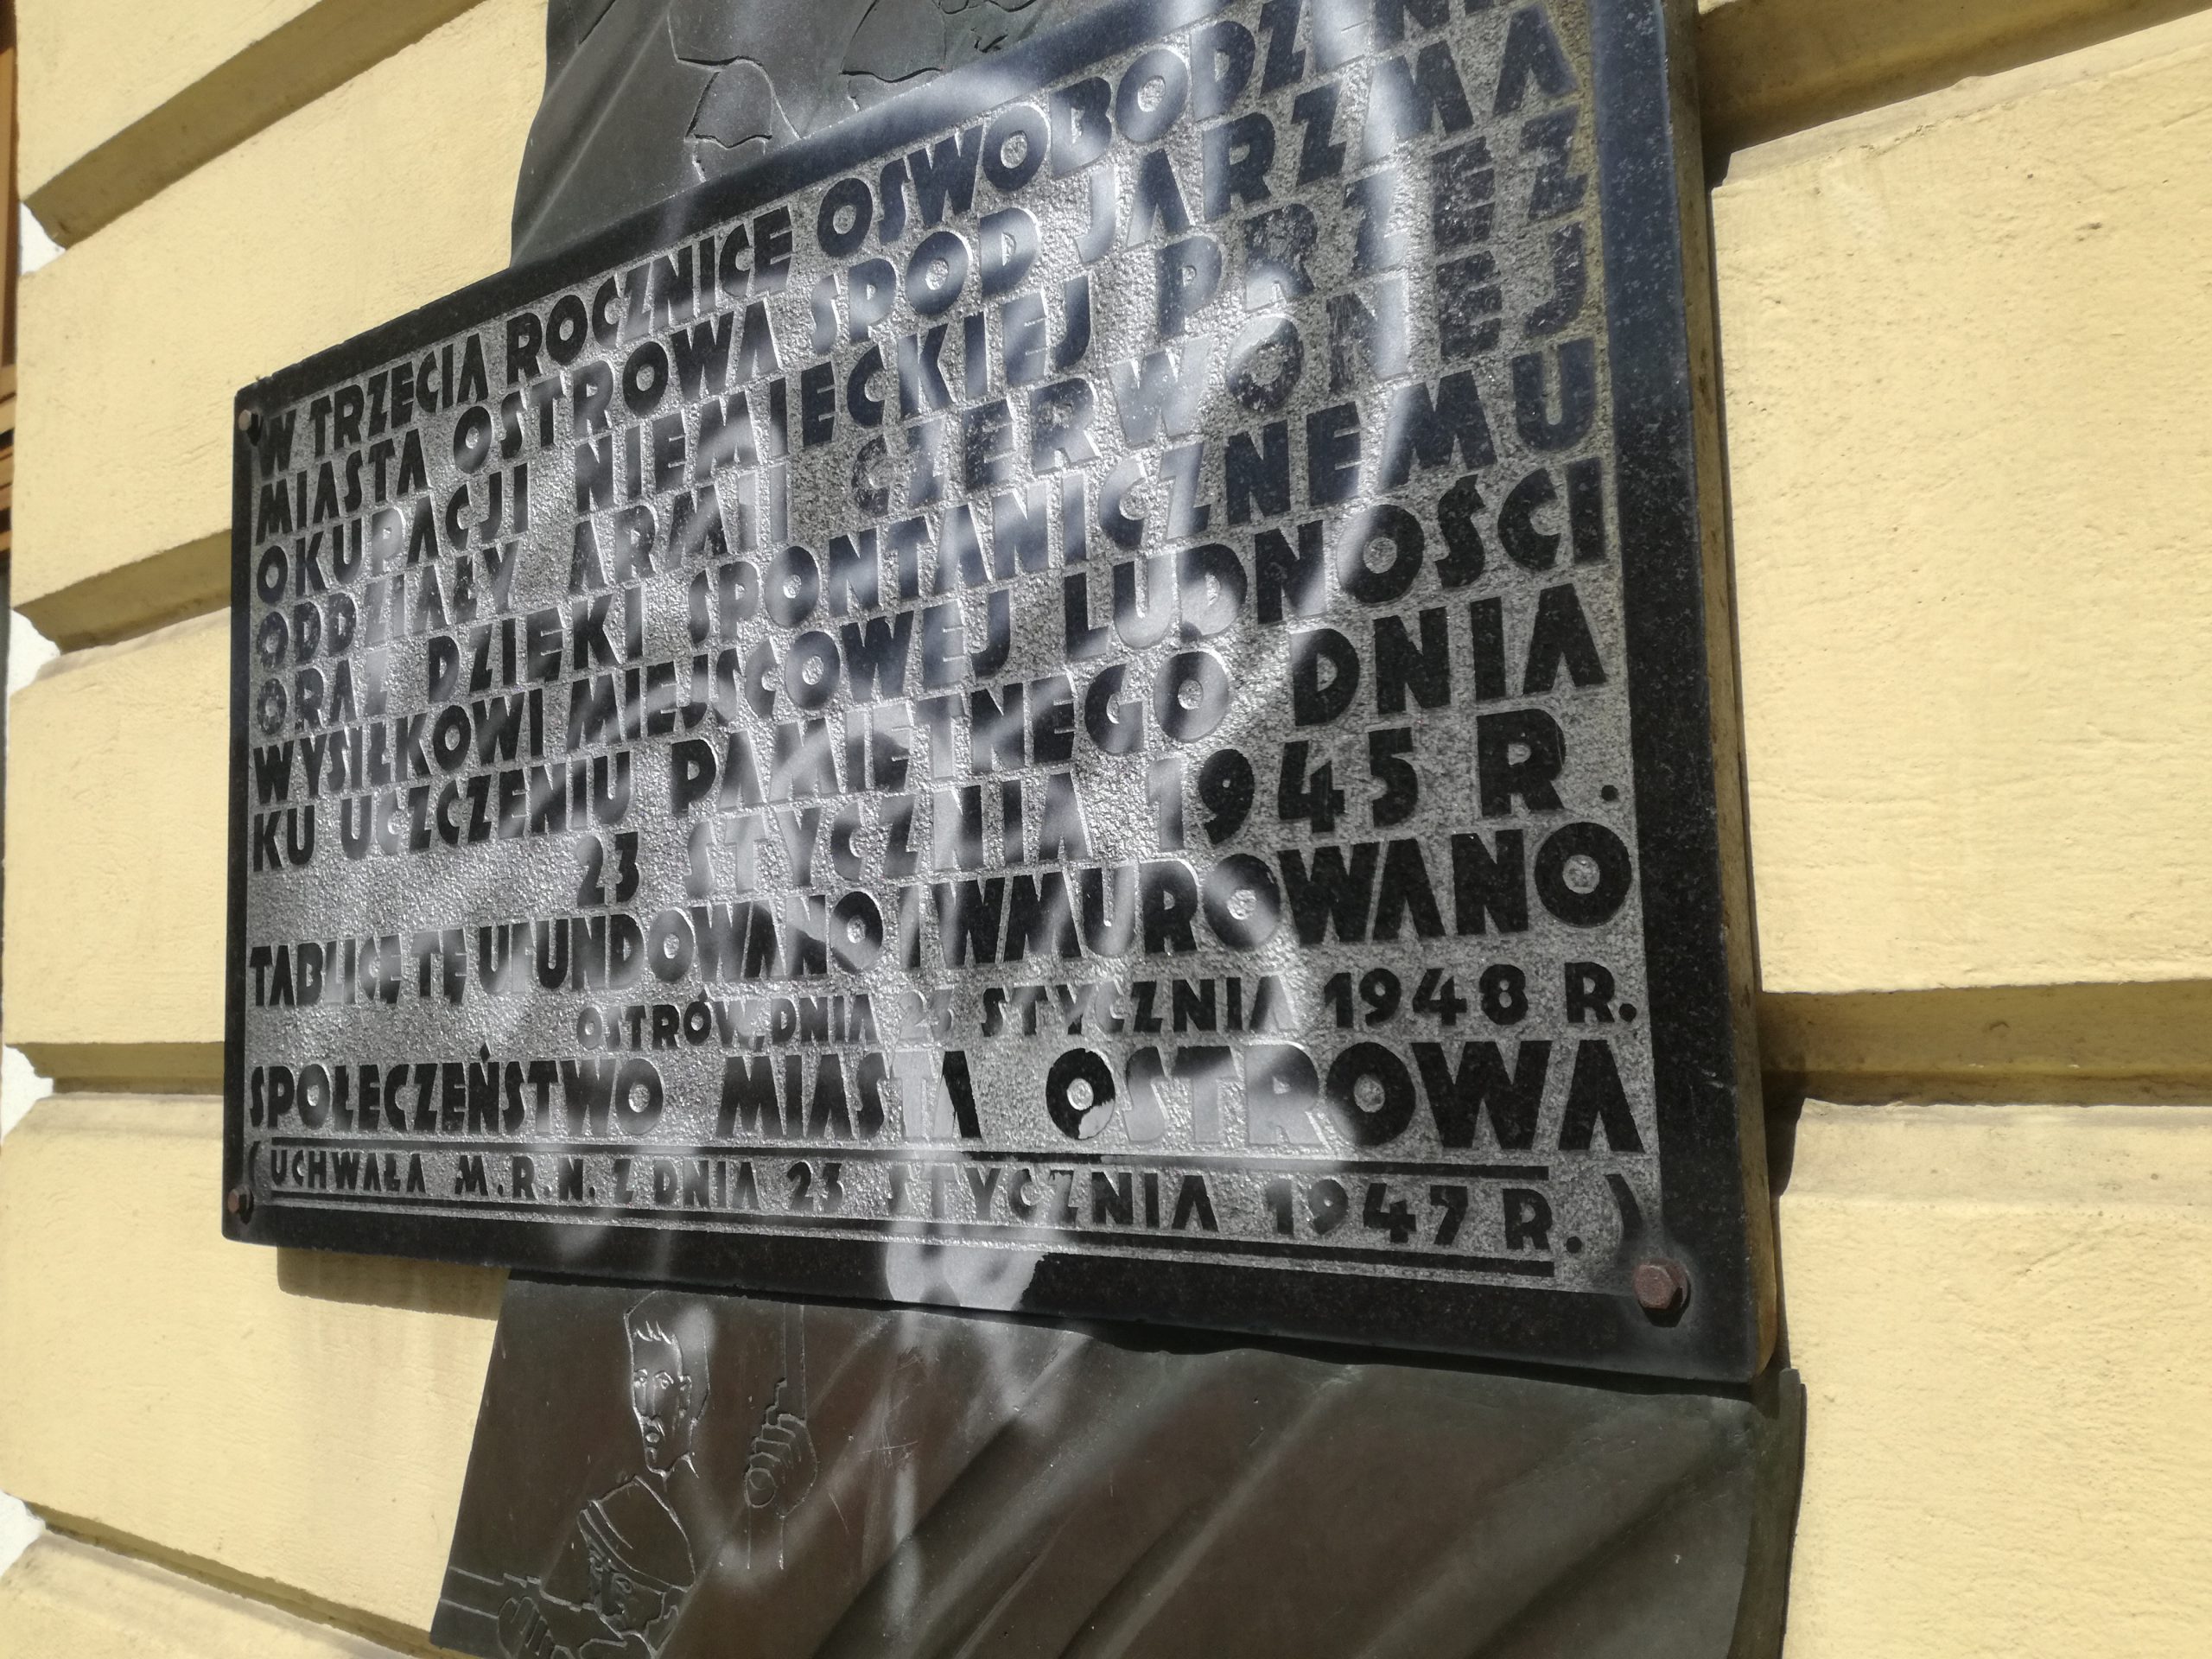 W TRZECIĄ ROCZNICĘ OSWOBODZENIA
MIASTA OSTROWA SPOD JARZMA
OKUPACJI NIEMIECKIEJ PRZEZ
ODDZIAŁY ARMII CZERWONEJ
ORAZ DZIĘKI SPONTANICZNEMU
WYSIŁKOWI MIEJSCOWEJ LUDNOŚCI
KU UCZCZENIU PAMIĘTNEGO DNIA
23 STYCZNIA 1945 R.
TABLICĘ TĘ UFUNDOWANO I WMUROWANO
OSTRÓW, DNIA 23 STYCZNIA 1948 R.
SPOŁECZEŃSTWO MIASTA OSTROWA
(UCHWAŁA M.R.N. Z DNIA 23 STYCZNIA 1947 R.)